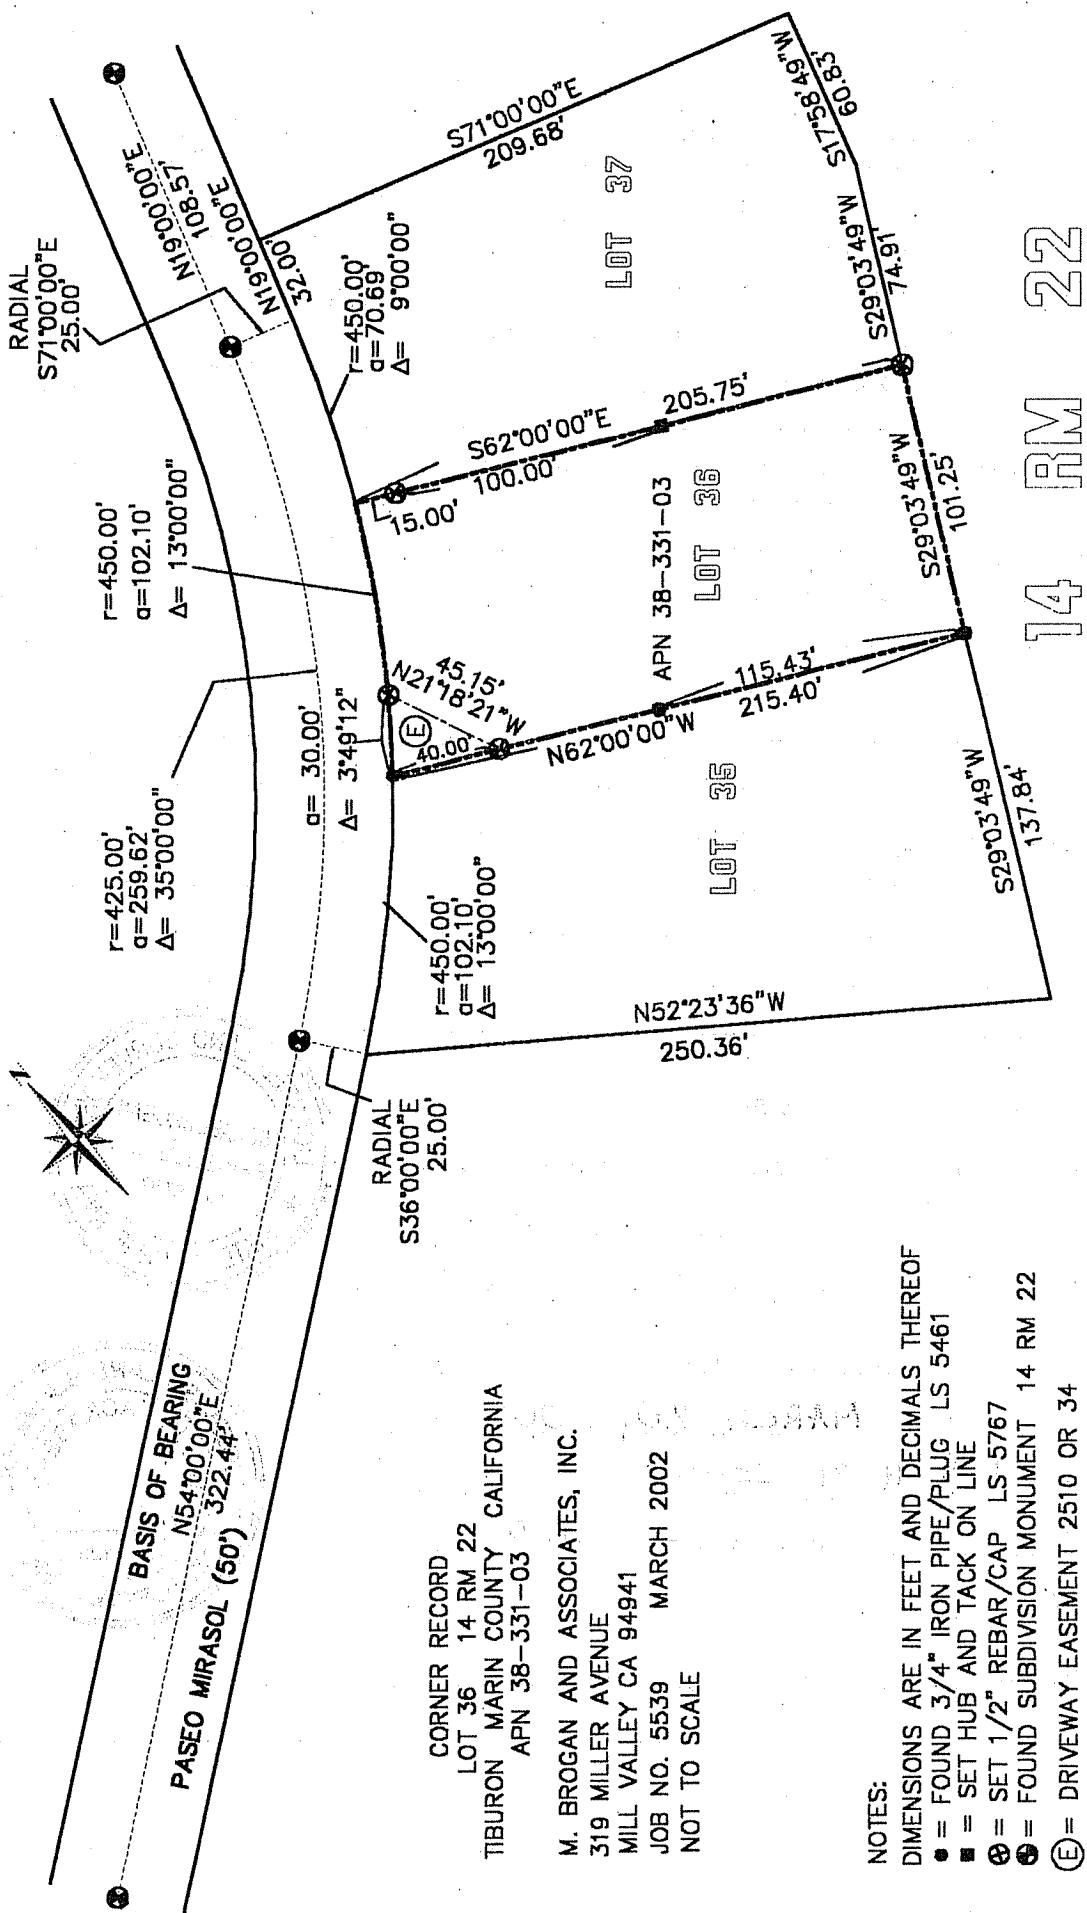 RADIAL
S71°00'00"E
25.00'
N19°00'00"E
108.57'
N19°00'00"E
32.00'
r=450.00'
a=70.69'
Δ= 9°00'00"
S71°00'00"E
209.68'
LOT 37
S17°58'49"W
60.83'
S29°03'49"W
74.91'
r=450.00'
a=102.10'
Δ= 13°00'00"
S62°00'00"E
205.75'
100.00'
15.00'
APN 38-331-03
LOT 36
S29°03'49"W
101.25'
14 RM 22
r=425.00'
a=259.62'
Δ= 35°00'00"
a= 30.00'
Δ= 3°49'12"
45.15'
N21°18'21"W
E
40.00'
N62°00'00"W
115.43'
215.40'
LOT 35
S29°03'49"W
137.84'
r=450.00'
a=102.10'
Δ= 13°00'00"
N52°23'36"W
250.36'
RADIAL
S36°00'00"E
25.00'
BASIS OF BEARING
N54°00'00"E
322.44'
PASEO MIRASOL (50')
CORNER RECORD
LOT 36 14 RM 22
TIBURON MARIN COUNTY CALIFORNIA
APN 38-331-03
M. BROGAN AND ASSOCIATES, INC.
319 MILLER AVENUE
MILL VALLEY CA 94941
JOB NO. 5539 MARCH 2002
NOT TO SCALE
NOTES:
DIMENSIONS ARE IN FEET AND DECIMALS THEREOF
= FOUND 3/4" IRON PIPE/PLUG LS 5461
= SET HUB AND TACK ON LINE
= SET 1/2" REBAR/CAP LS 5767
= FOUND SUBDIVISION MONUMENT 14 RM 22
(E)= DRIVEWAY EASEMENT 2510 OR 34